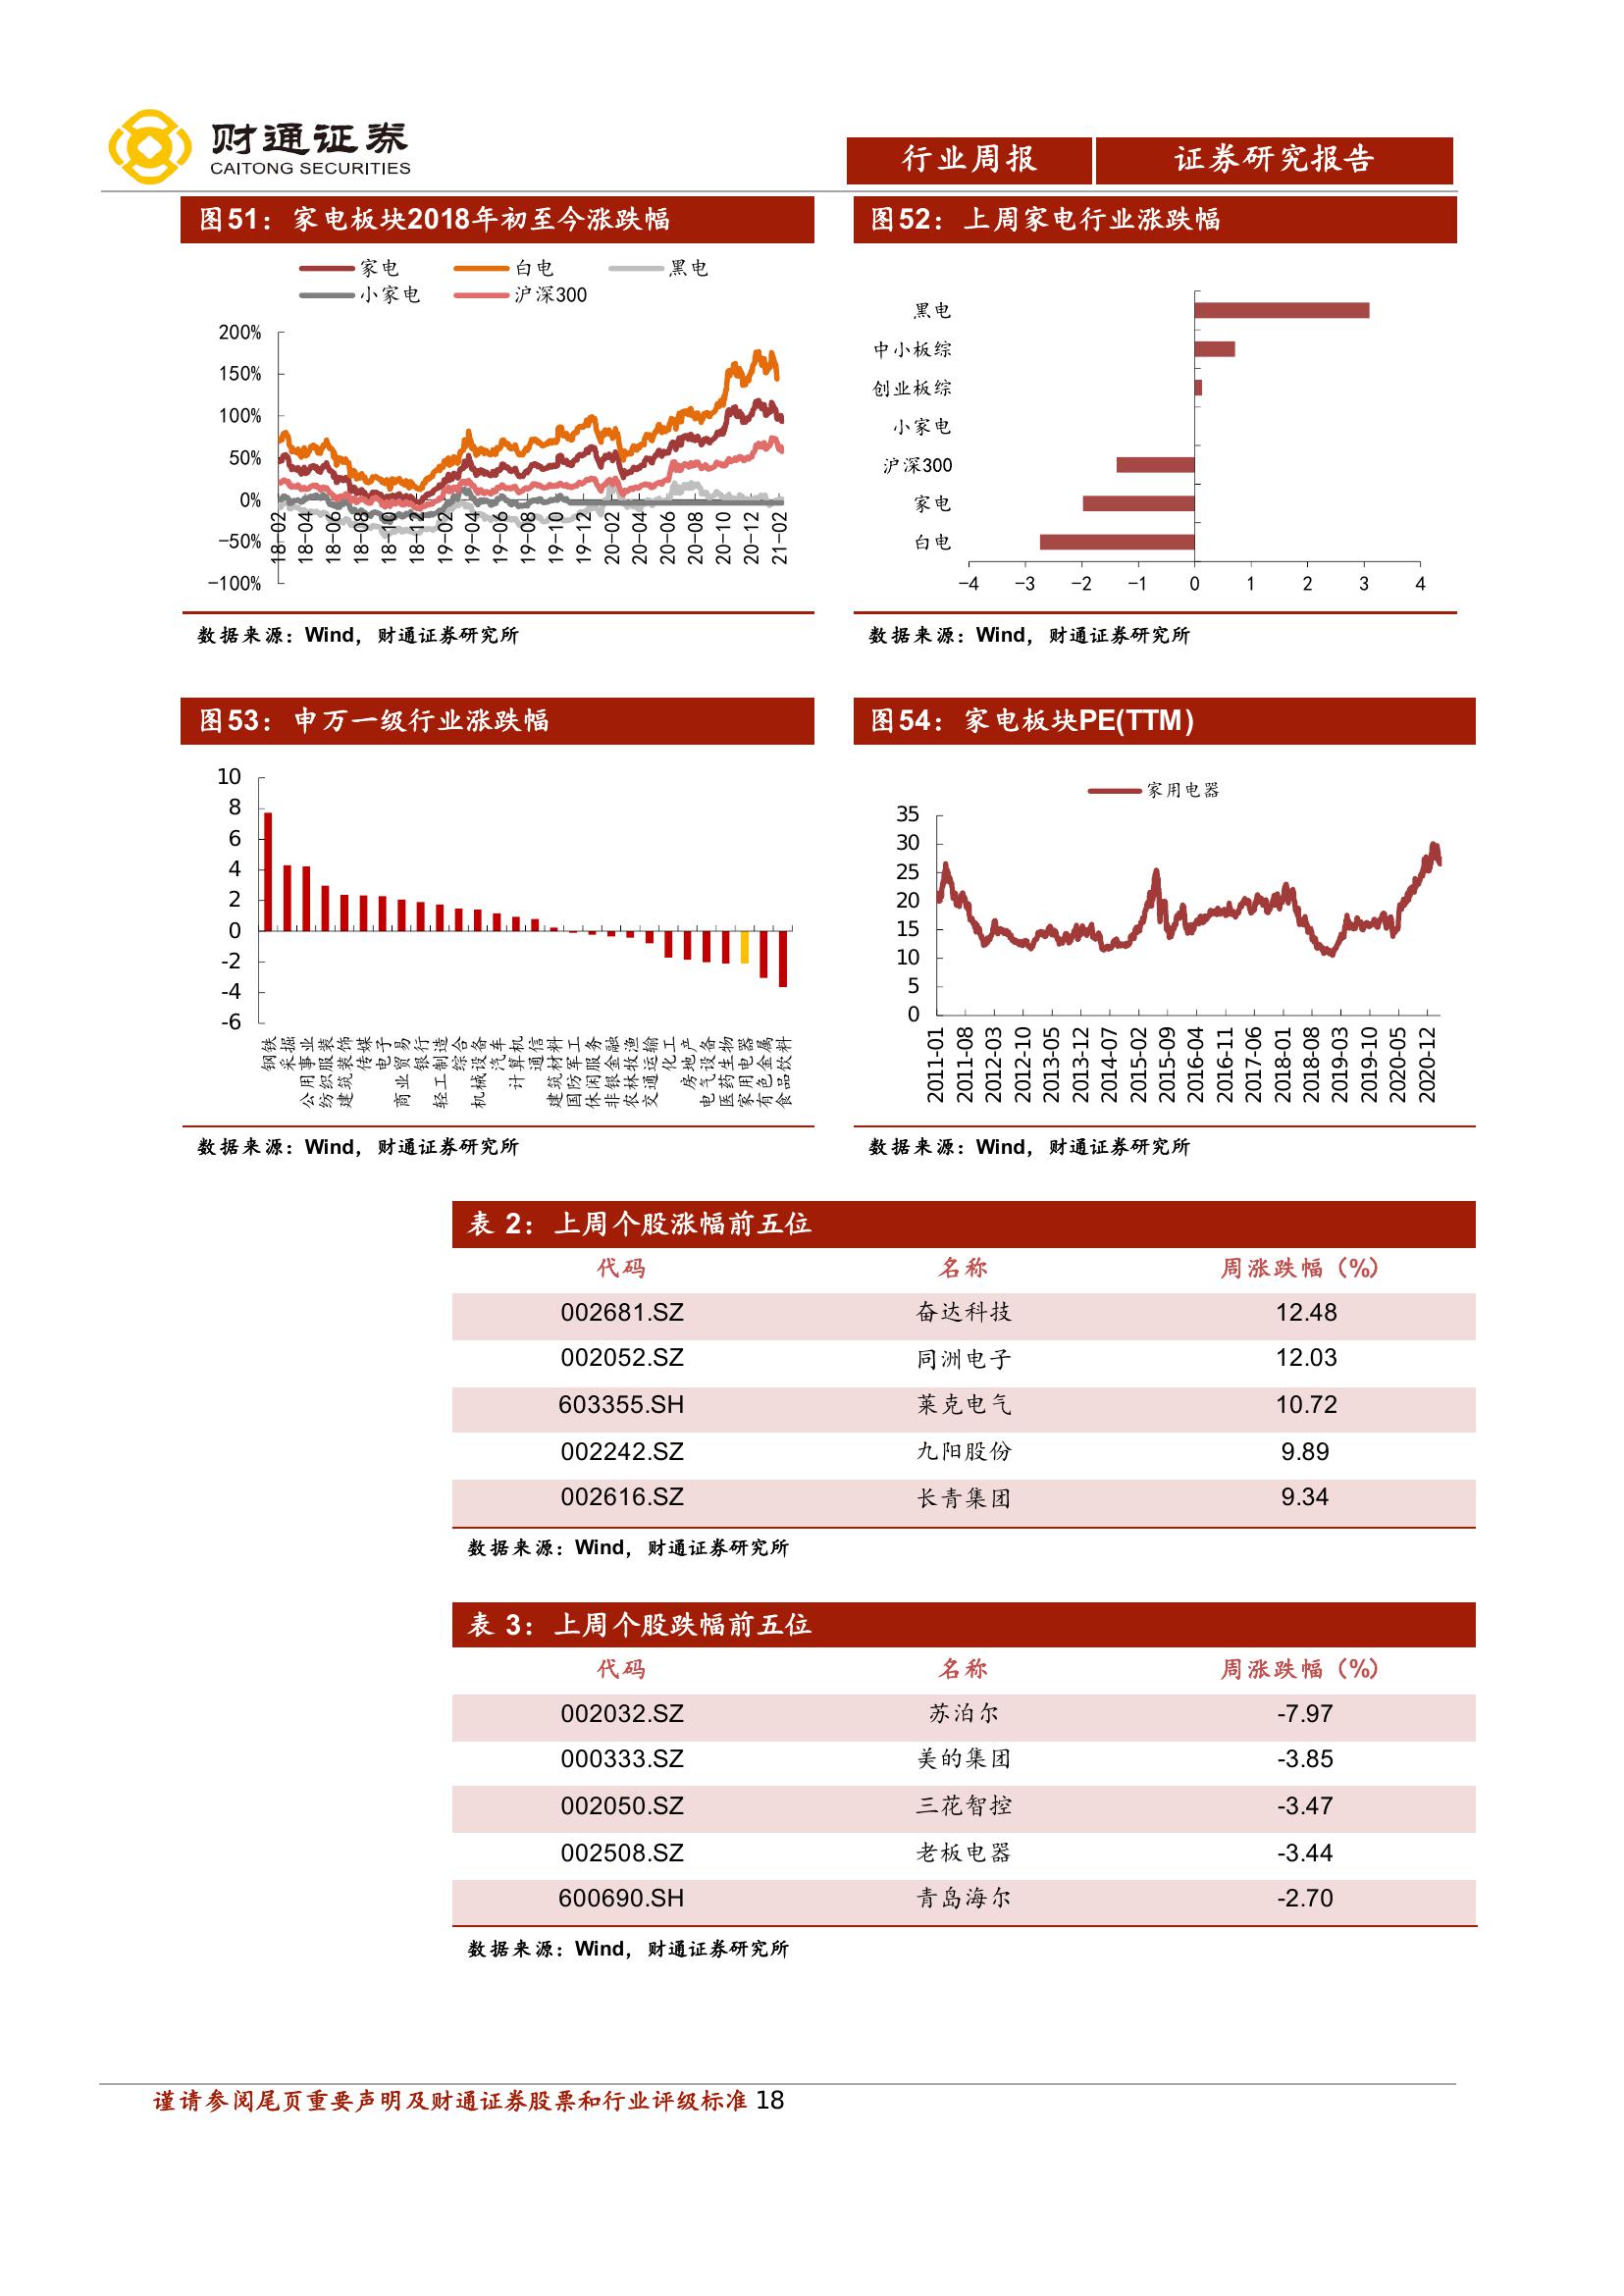 财通证券
CAITONG SECURITIES
行业周报 证券研究报告
图51：家电板块2018年初至今涨跌幅
家电 白电 黑电
小家电 沪深300
200%
150%
100%
50%
0%
-50%
-100%
18-02 18-04 18-06 18-08 18-10 18-12 19-02 19-04 19-06 19-08 19-10 19-12 20-02 20-04 20-06 20-08 20-10 20-12 21-02
数据来源：Wind，财通证券研究所
图52：上周家电行业涨跌幅
黑电
中小板综
创业板综
小家电
沪深300
家电
白电
-4 -3 -2 -1 0 1 2 3 4
数据来源：Wind，财通证券研究所
图53：申万一级行业涨跌幅
10
8
6
4
2
0
-2
-4
-6
钢铁 采掘 公用事业 纺织服装 建筑装饰 传媒 电子 商业贸易 银行 轻工制造 综合 机械设备 汽车 计算机 通信 建筑材料 国防军工 休闲服务 非银金融 农林牧渔 交通运输 化工 房地产 电气设备 医药生物 家用电器 有色金属 食品饮料
数据来源：Wind，财通证券研究所
图54：家电板块PE(TTM)
家用电器
35
30
25
20
15
10
5
0
2011-01 2011-08 2012-03 2012-10 2013-05 2013-12 2014-07 2015-02 2015-09 2016-04 2016-11 2017-06 2018-01 2018-08 2019-03 2019-10 2020-05 2020-12
数据来源：Wind，财通证券研究所
表 2：上周个股涨幅前五位
代码 名称 周涨跌幅（%）
002681.SZ 奋达科技 12.48
002052.SZ 同洲电子 12.03
603355.SH 莱克电气 10.72
002242.SZ 九阳股份 9.89
002616.SZ 长青集团 9.34
数据来源：Wind，财通证券研究所
表 3：上周个股跌幅前五位
代码 名称 周涨跌幅（%）
002032.SZ 苏泊尔 -7.97
000333.SZ 美的集团 -3.85
002050.SZ 三花智控 -3.47
002508.SZ 老板电器 -3.44
600690.SH 青岛海尔 -2.70
数据来源：Wind，财通证券研究所
谨请参阅尾页重要声明及财通证券股票和行业评级标准 18